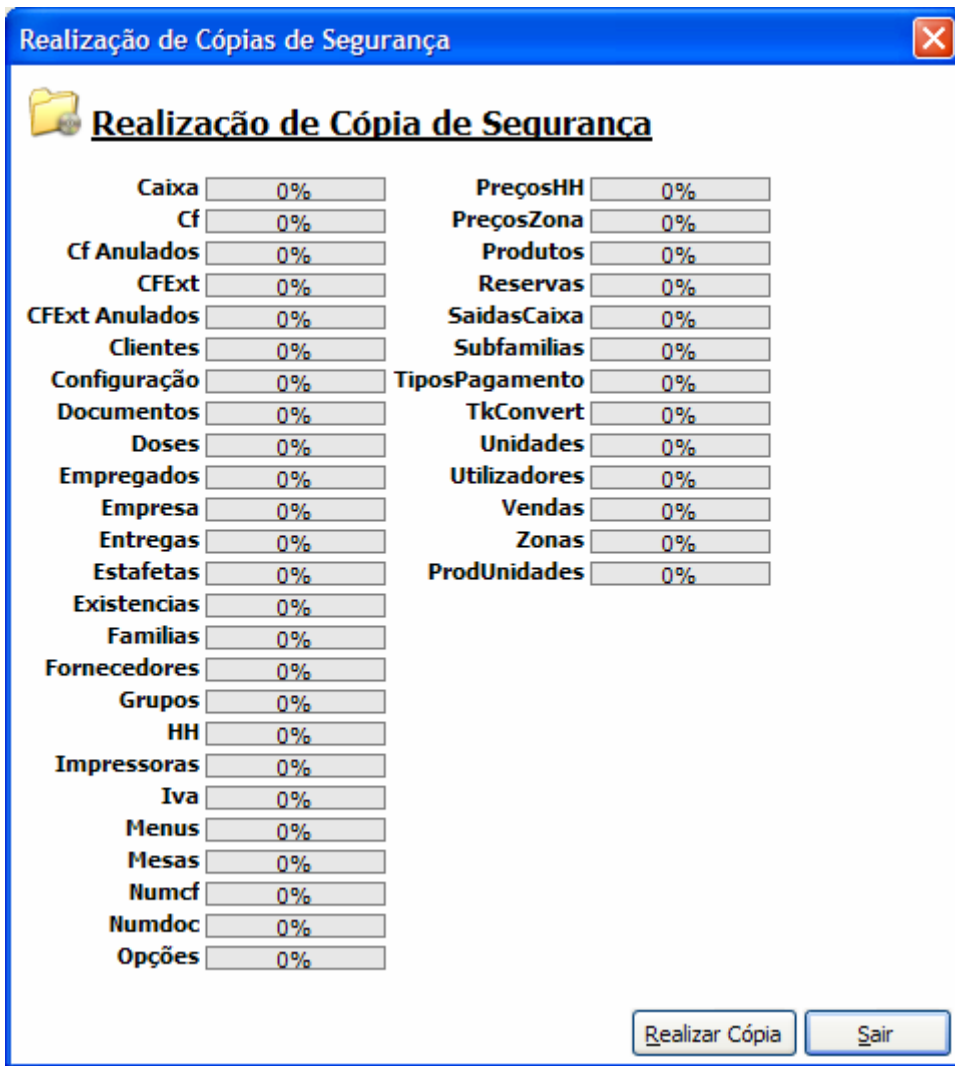 Realização de Cópias de Segurança
Realização de Cópia de Segurança
Caixa 0% PreçosHH 0%
Cf 0% PreçosZona 0%
Cf Anulados 0% Produtos 0%
CFExt 0% Reservas 0%
CFExt Anulados 0% SaidasCaixa 0%
Clientes 0% Subfamilias 0%
Configuração 0% TiposPagamento 0%
Documentos 0% TkConvert 0%
Doses 0% Unidades 0%
Empregados 0% Utilizadores 0%
Empresa 0% Vendas 0%
Entregas 0% Zonas 0%
Estafetas 0% ProdUnidades 0%
Existencias 0%
Familias 0%
Fornecedores 0%
Grupos 0%
HH 0%
Impressoras 0%
Iva 0%
Menus 0%
Mesas 0%
Numcf 0%
Numdoc 0%
Opções 0%
Realizar Cópia Sair